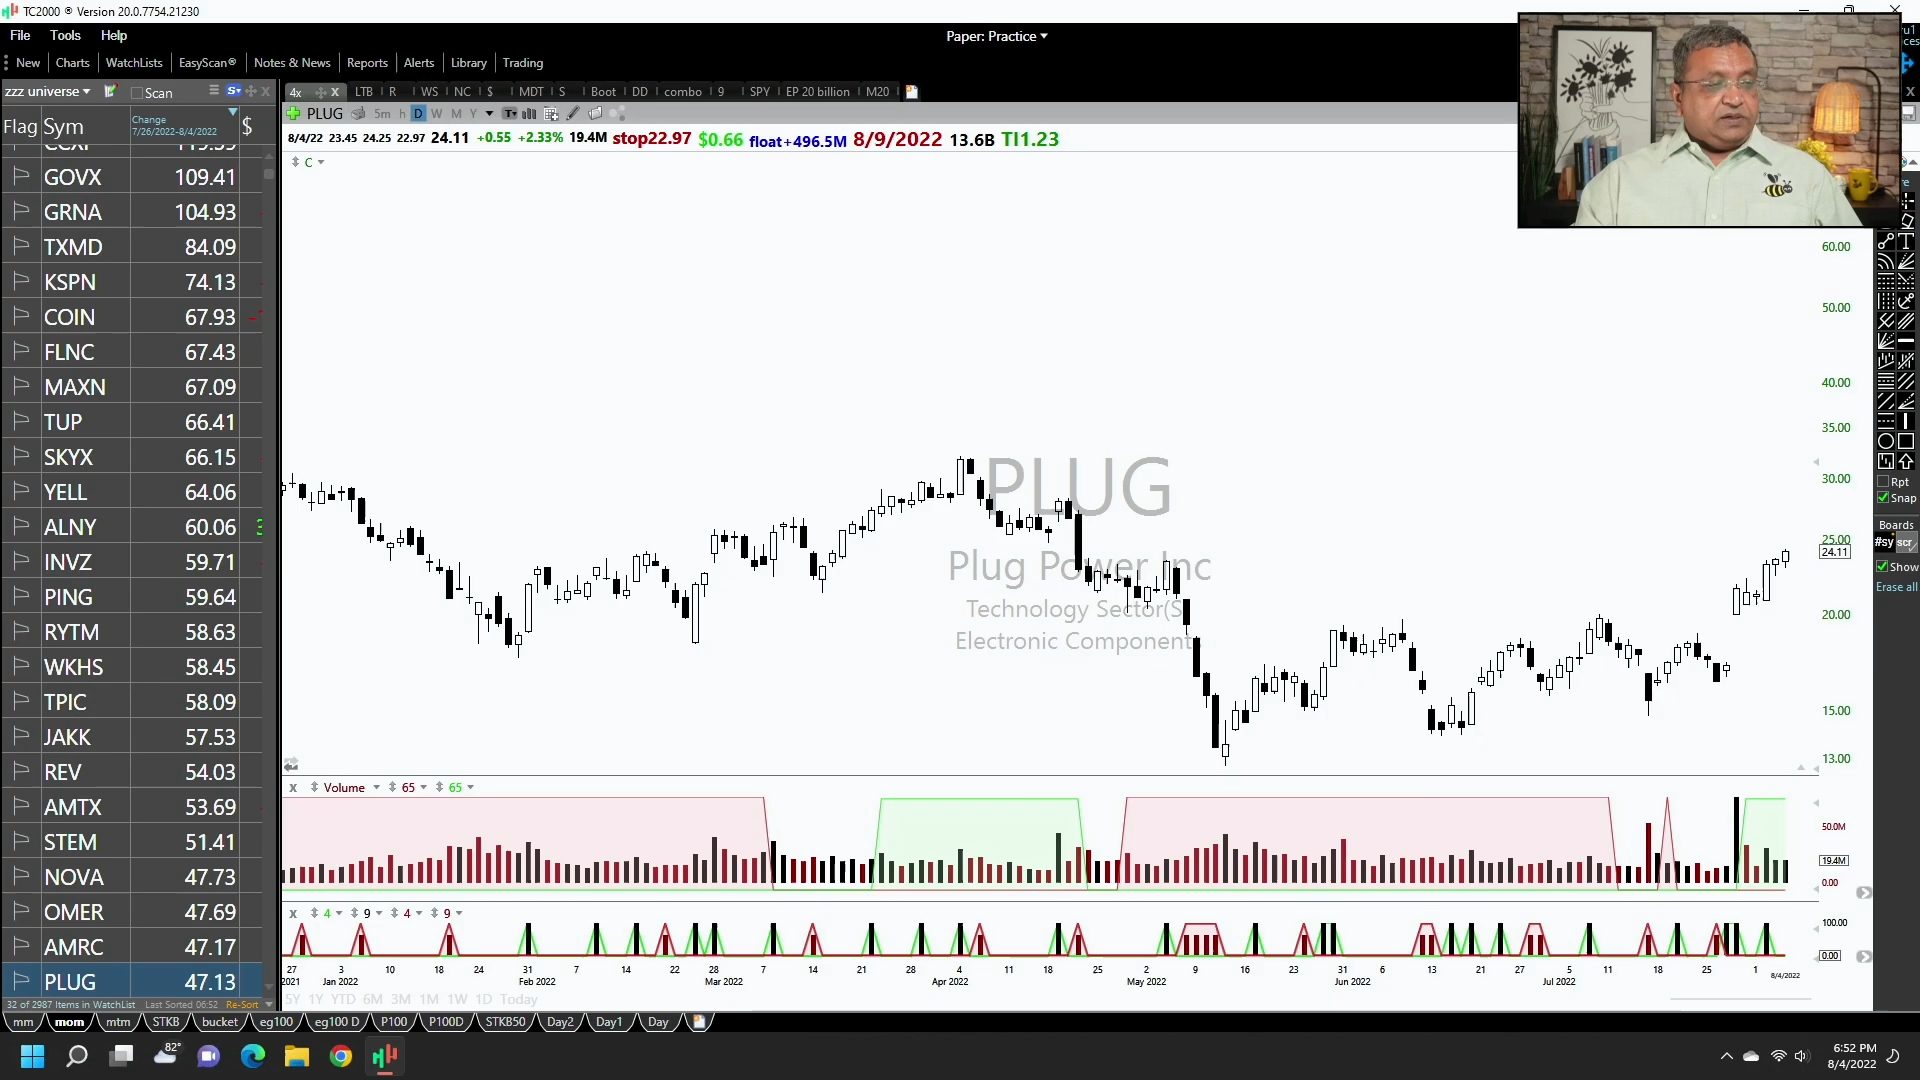 TC2000 ® Version 20.0.7754.21230
File Tools Help
Paper: Practice
New Charts WatchLists EasyScan® Notes & News Reports Alerts Library Trading
zzz universe Scan
4x X LTB R WS NC $ MDT S Boot DD combo 9 SPY EP 20 billion M20
Flag Sym Change 7/26/2022-8/4/2022 $
PLUG 5m h D W M Y
8/4/22 23.45 24.25 22.97 24.11 +0.55 +2.33% 19.4M stop22.97 $0.66 float+496.5M 8/9/2022 13.6B TI1.23
C
GOVX 109.41
GRNA 104.93
TXMD 84.09
KSPN 74.13
COIN 67.93
FLNC 67.43
MAXN 67.09
TUP 66.41
SKYX 66.15
YELL 64.06
ALNY 60.06 3
INVZ 59.71
PING 59.64
RYTM 58.63
WKHS 58.45
TPIC 58.09
JAKK 57.53
REV 54.03
AMTX 53.69
STEM 51.41
NOVA 47.73
OMER 47.69
AMRC 47.17
PLUG 47.13
32 of 2987 Items in WatchList Last Sorted 06:52 Re-Sort
PLUG
Plug Power Inc
Technology Sector(S
Electronic Component
60.00
50.00
40.00
35.00
30.00
25.00
24.11
20.00
15.00
13.00
Rpt
Snap
Boards
#sy scr
Show
Erase all
X Volume 65 65
50.0M
19.4M
0.00
X 4 9 4 9
100.00
0.00
27 3 10 18 24 31 7 14 22 28 7 14 21 28 4 11 18 25 2 9 16 23 31 6 13 21 27 5 11 18 25 1 8/4/2022
2021 Jan 2022 Feb 2022 Mar 2022 Apr 2022 May 2022 Jun 2022 Jul 2022
5Y 1Y YTD 6M 3M 1M 1W 1D Today
mm mom mtm STKB bucket eg100 eg100 D P100 P100D STKB50 Day2 Day1 Day
82°
6:52 PM
8/4/2022